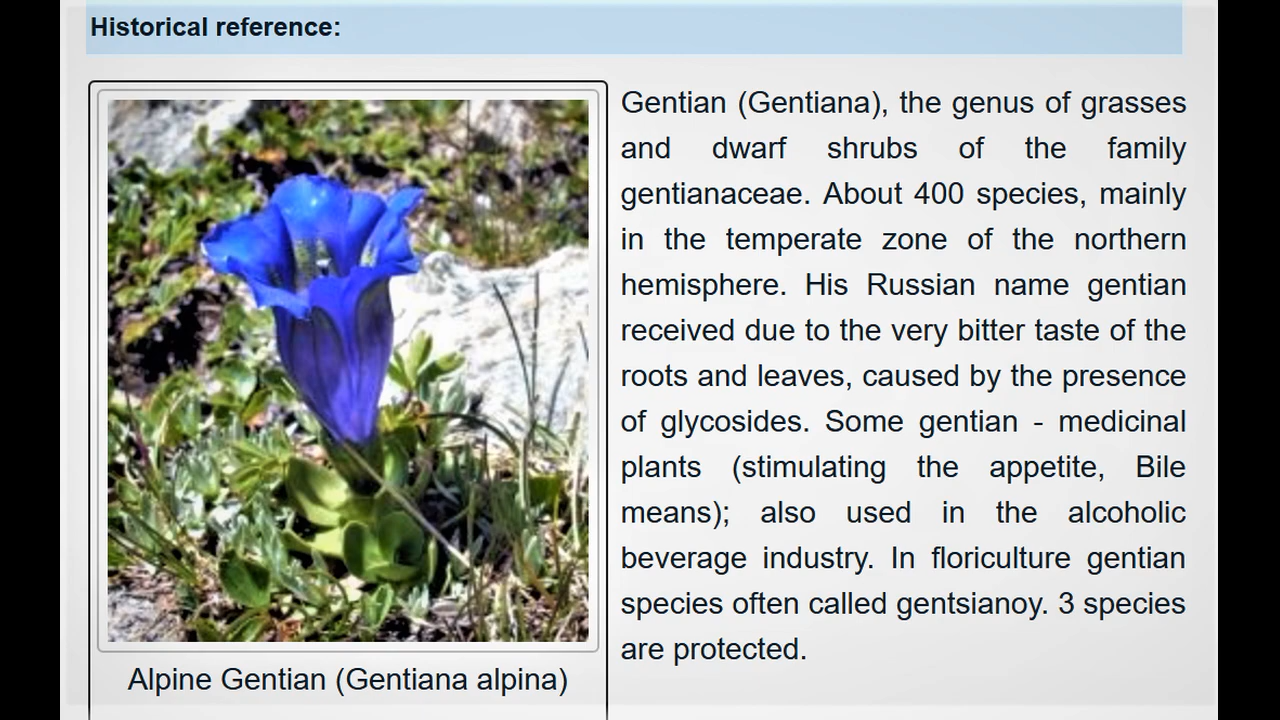 Historical reference:
Gentian (Gentiana), the genus of grasses
and dwarf shrubs of the family
gentianaceae. About 400 species, mainly
in the temperate zone of the northern
hemisphere. His Russian name gentian
received due to the very bitter taste of the
roots and leaves, caused by the presence
of glycosides. Some gentian - medicinal
plants (stimulating the appetite, Bile
means); also used in the alcoholic
beverage industry. In floriculture gentian
species often called gentsianoy. 3 species
are protected.
Alpine Gentian (Gentiana alpina)